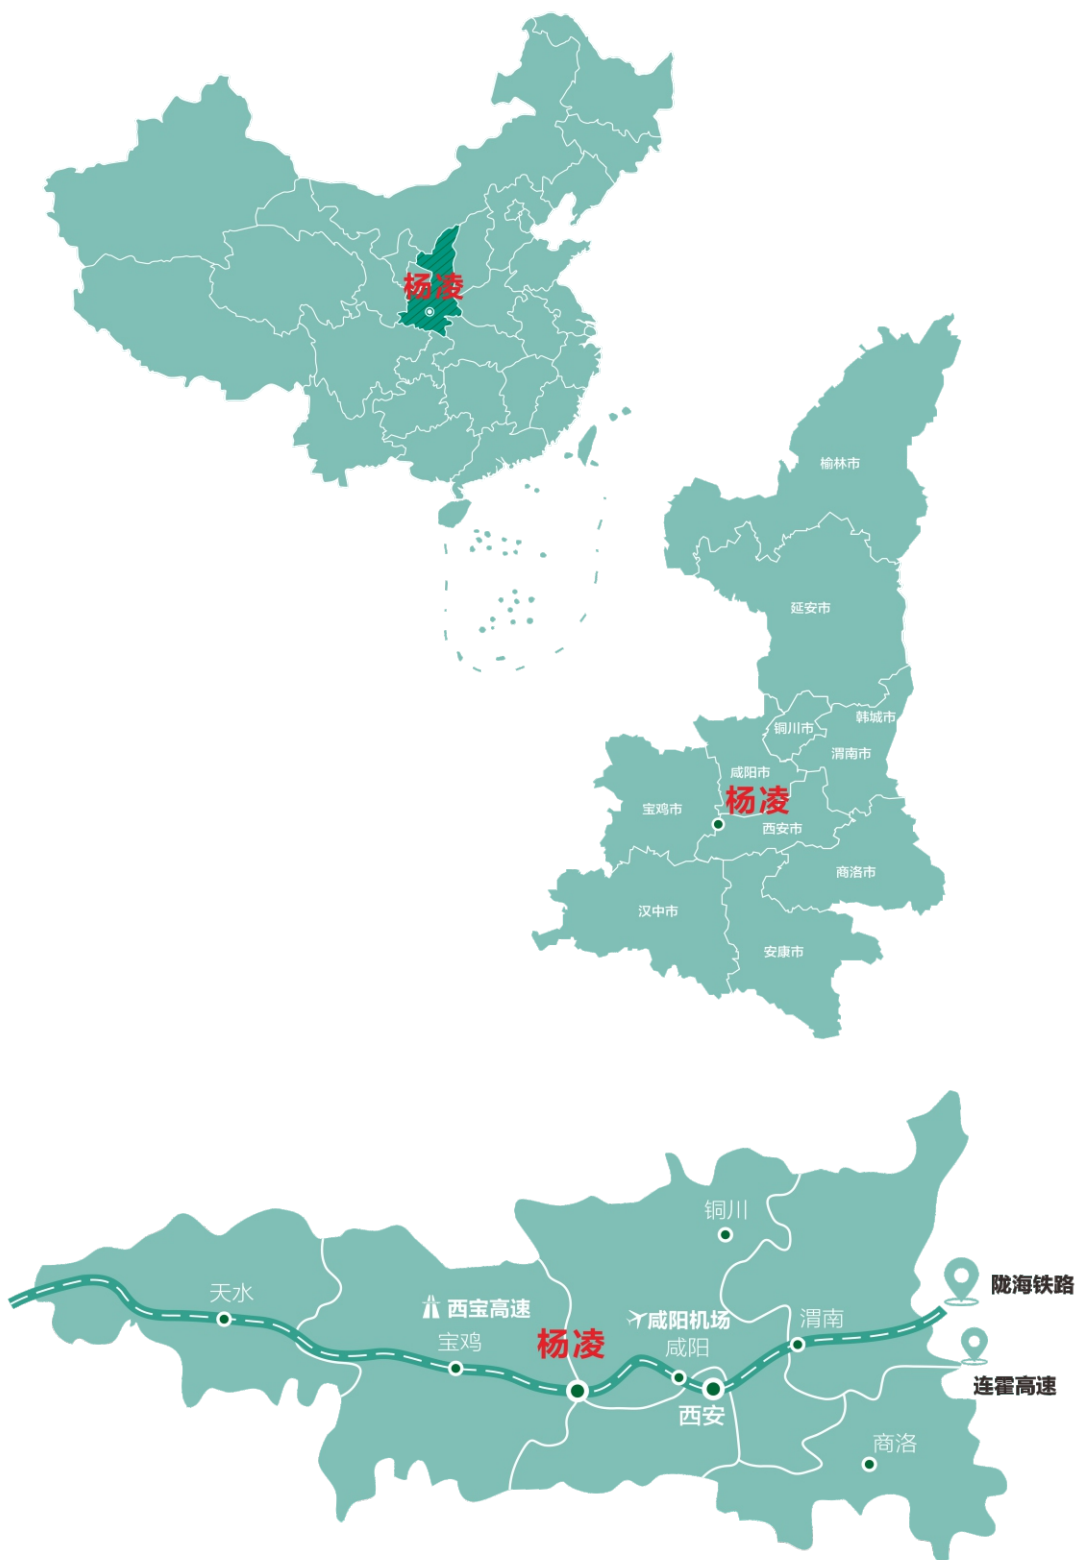 杨凌
榆林市
延安市
韩城市
铜川市
渭南市
咸阳市
杨凌
宝鸡市
西安市
商洛市
汉中市
安康市
铜川
陇海铁路
天水
西宝高速
咸阳机场
渭南
宝鸡
杨凌
咸阳
连霍高速
西安
商洛